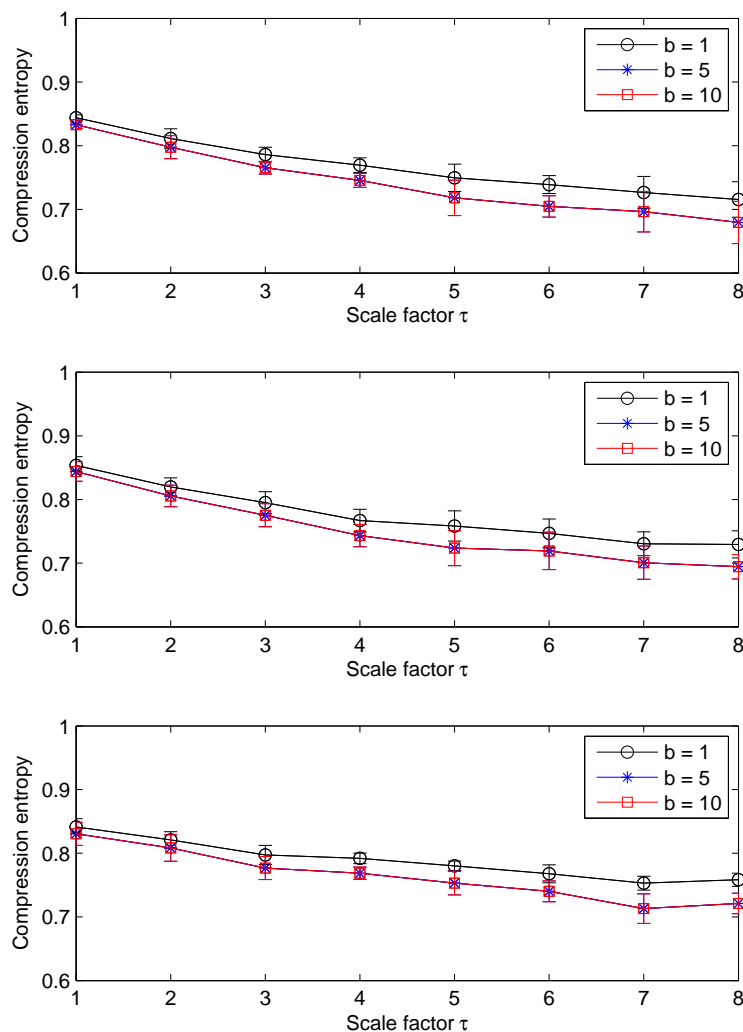 1
0.9
0.8
0.7
0.6
Compression entropy
b = 1
b = 5
b = 10
1 2 3 4 5 6 7 8
Scale factor τ
1
0.9
0.8
0.7
0.6
Compression entropy
b = 1
b = 5
b = 10
1 2 3 4 5 6 7 8
Scale factor τ
1
0.9
0.8
0.7
0.6
Compression entropy
b = 1
b = 5
b = 10
1 2 3 4 5 6 7 8
Scale factor τ